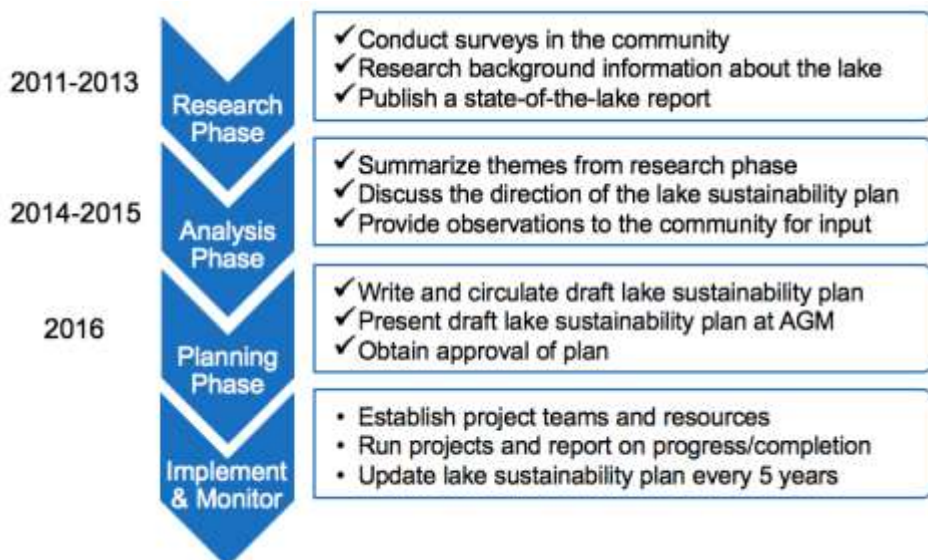 2011-2013
Research
Phase
✓ Conduct surveys in the community
✓ Research background information about the lake
✓ Publish a state-of-the-lake report
2014-2015
Analysis
Phase
✓ Summarize themes from research phase
✓ Discuss the direction of the lake sustainability plan
✓ Provide observations to the community for input
2016
Planning
Phase
✓ Write and circulate draft lake sustainability plan
✓ Present draft lake sustainability plan at AGM
✓ Obtain approval of plan
Implement
& Monitor
• Establish project teams and resources
• Run projects and report on progress/completion
• Update lake sustainability plan every 5 years